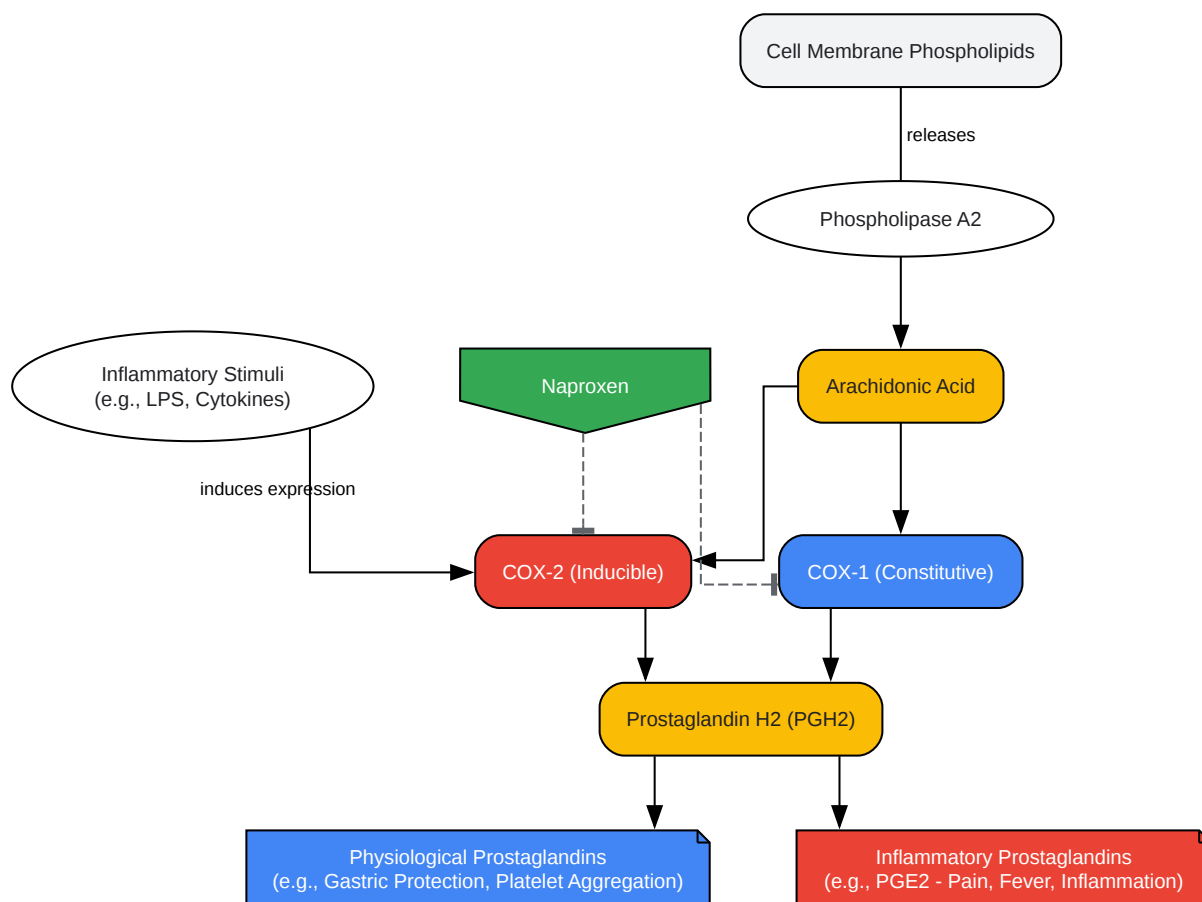 Cell Membrane Phospholipids
releases
Phospholipase A2
Inflammatory Stimuli
(e.g., LPS, Cytokines)
Naproxen
Arachidonic Acid
induces expression
COX-2 (Inducible)
COX-1 (Constitutive)
Prostaglandin H2 (PGH2)
Physiological Prostaglandins
(e.g., Gastric Protection, Platelet Aggregation)
Inflammatory Prostaglandins
(e.g., PGE2 - Pain, Fever, Inflammation)